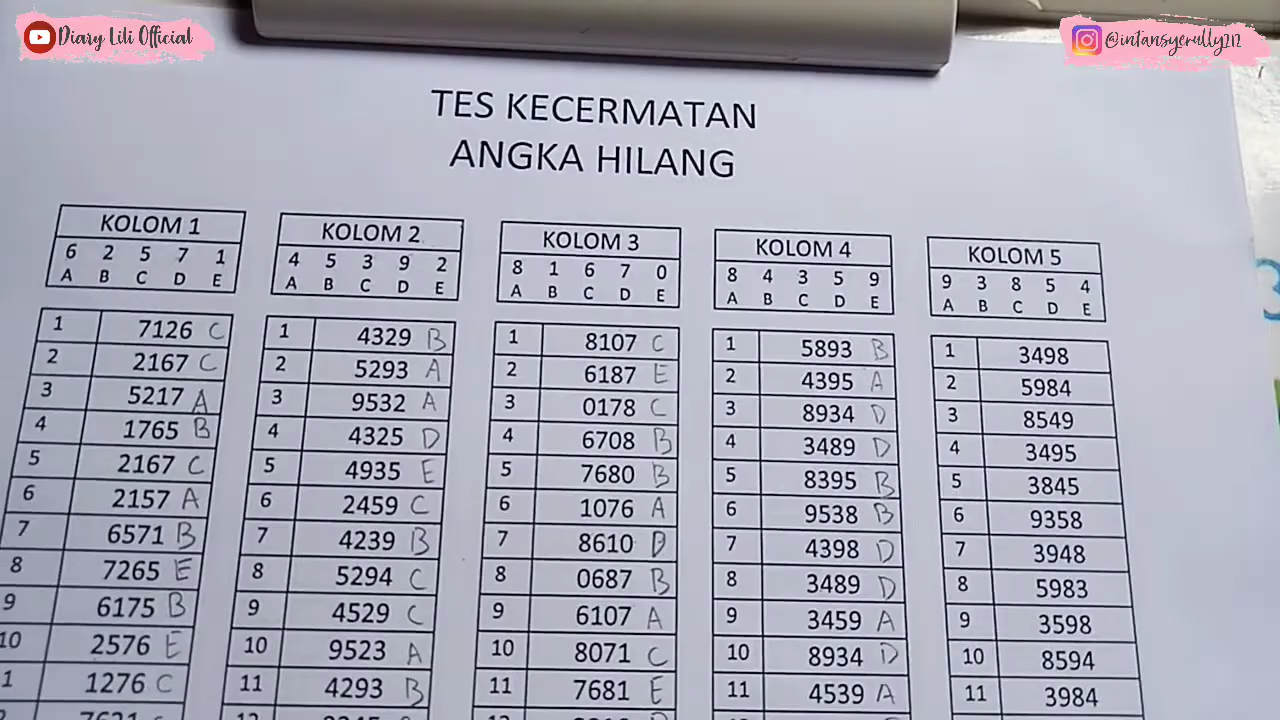 Diary Lili Official
@intansyerully212
TES KECERMATAN
ANGKA HILANG
KOLOM 1
6 2 5 7 1
A B C D E
1 7126 C
2 2167 C
3 5217 A
4 1765 B
5 2167 C
6 2157 A
7 6571 B
8 7265 E
9 6175 B
10 2576 E
1 1276 C
KOLOM 2
4 5 3 9 2
A B C D E
1 4329 B
2 5293 A
3 9532 A
4 4325 D
5 4935 E
6 2459 C
7 4239 B
8 5294 C
9 4529 C
10 9523 A
11 4293 B
KOLOM 3
8 1 6 7 0
A B C D E
1 8107 C
2 6187 E
3 0178 C
4 6708 B
5 7680 B
6 1076 A
7 8610 D
8 0687 B
9 6107 A
10 8071 C
11 7681 E
KOLOM 4
8 4 3 5 9
A B C D E
1 5893 B
2 4395 A
3 8934 D
4 3489 D
5 8395 B
6 9538 B
7 4398 D
8 3489 D
9 3459 A
10 8934 D
11 4539 A
KOLOM 5
9 3 8 5 4
A B C D E
1 3498
2 5984
3 8549
4 3495
5 3845
6 9358
7 3948
8 5983
9 3598
10 8594
11 3984